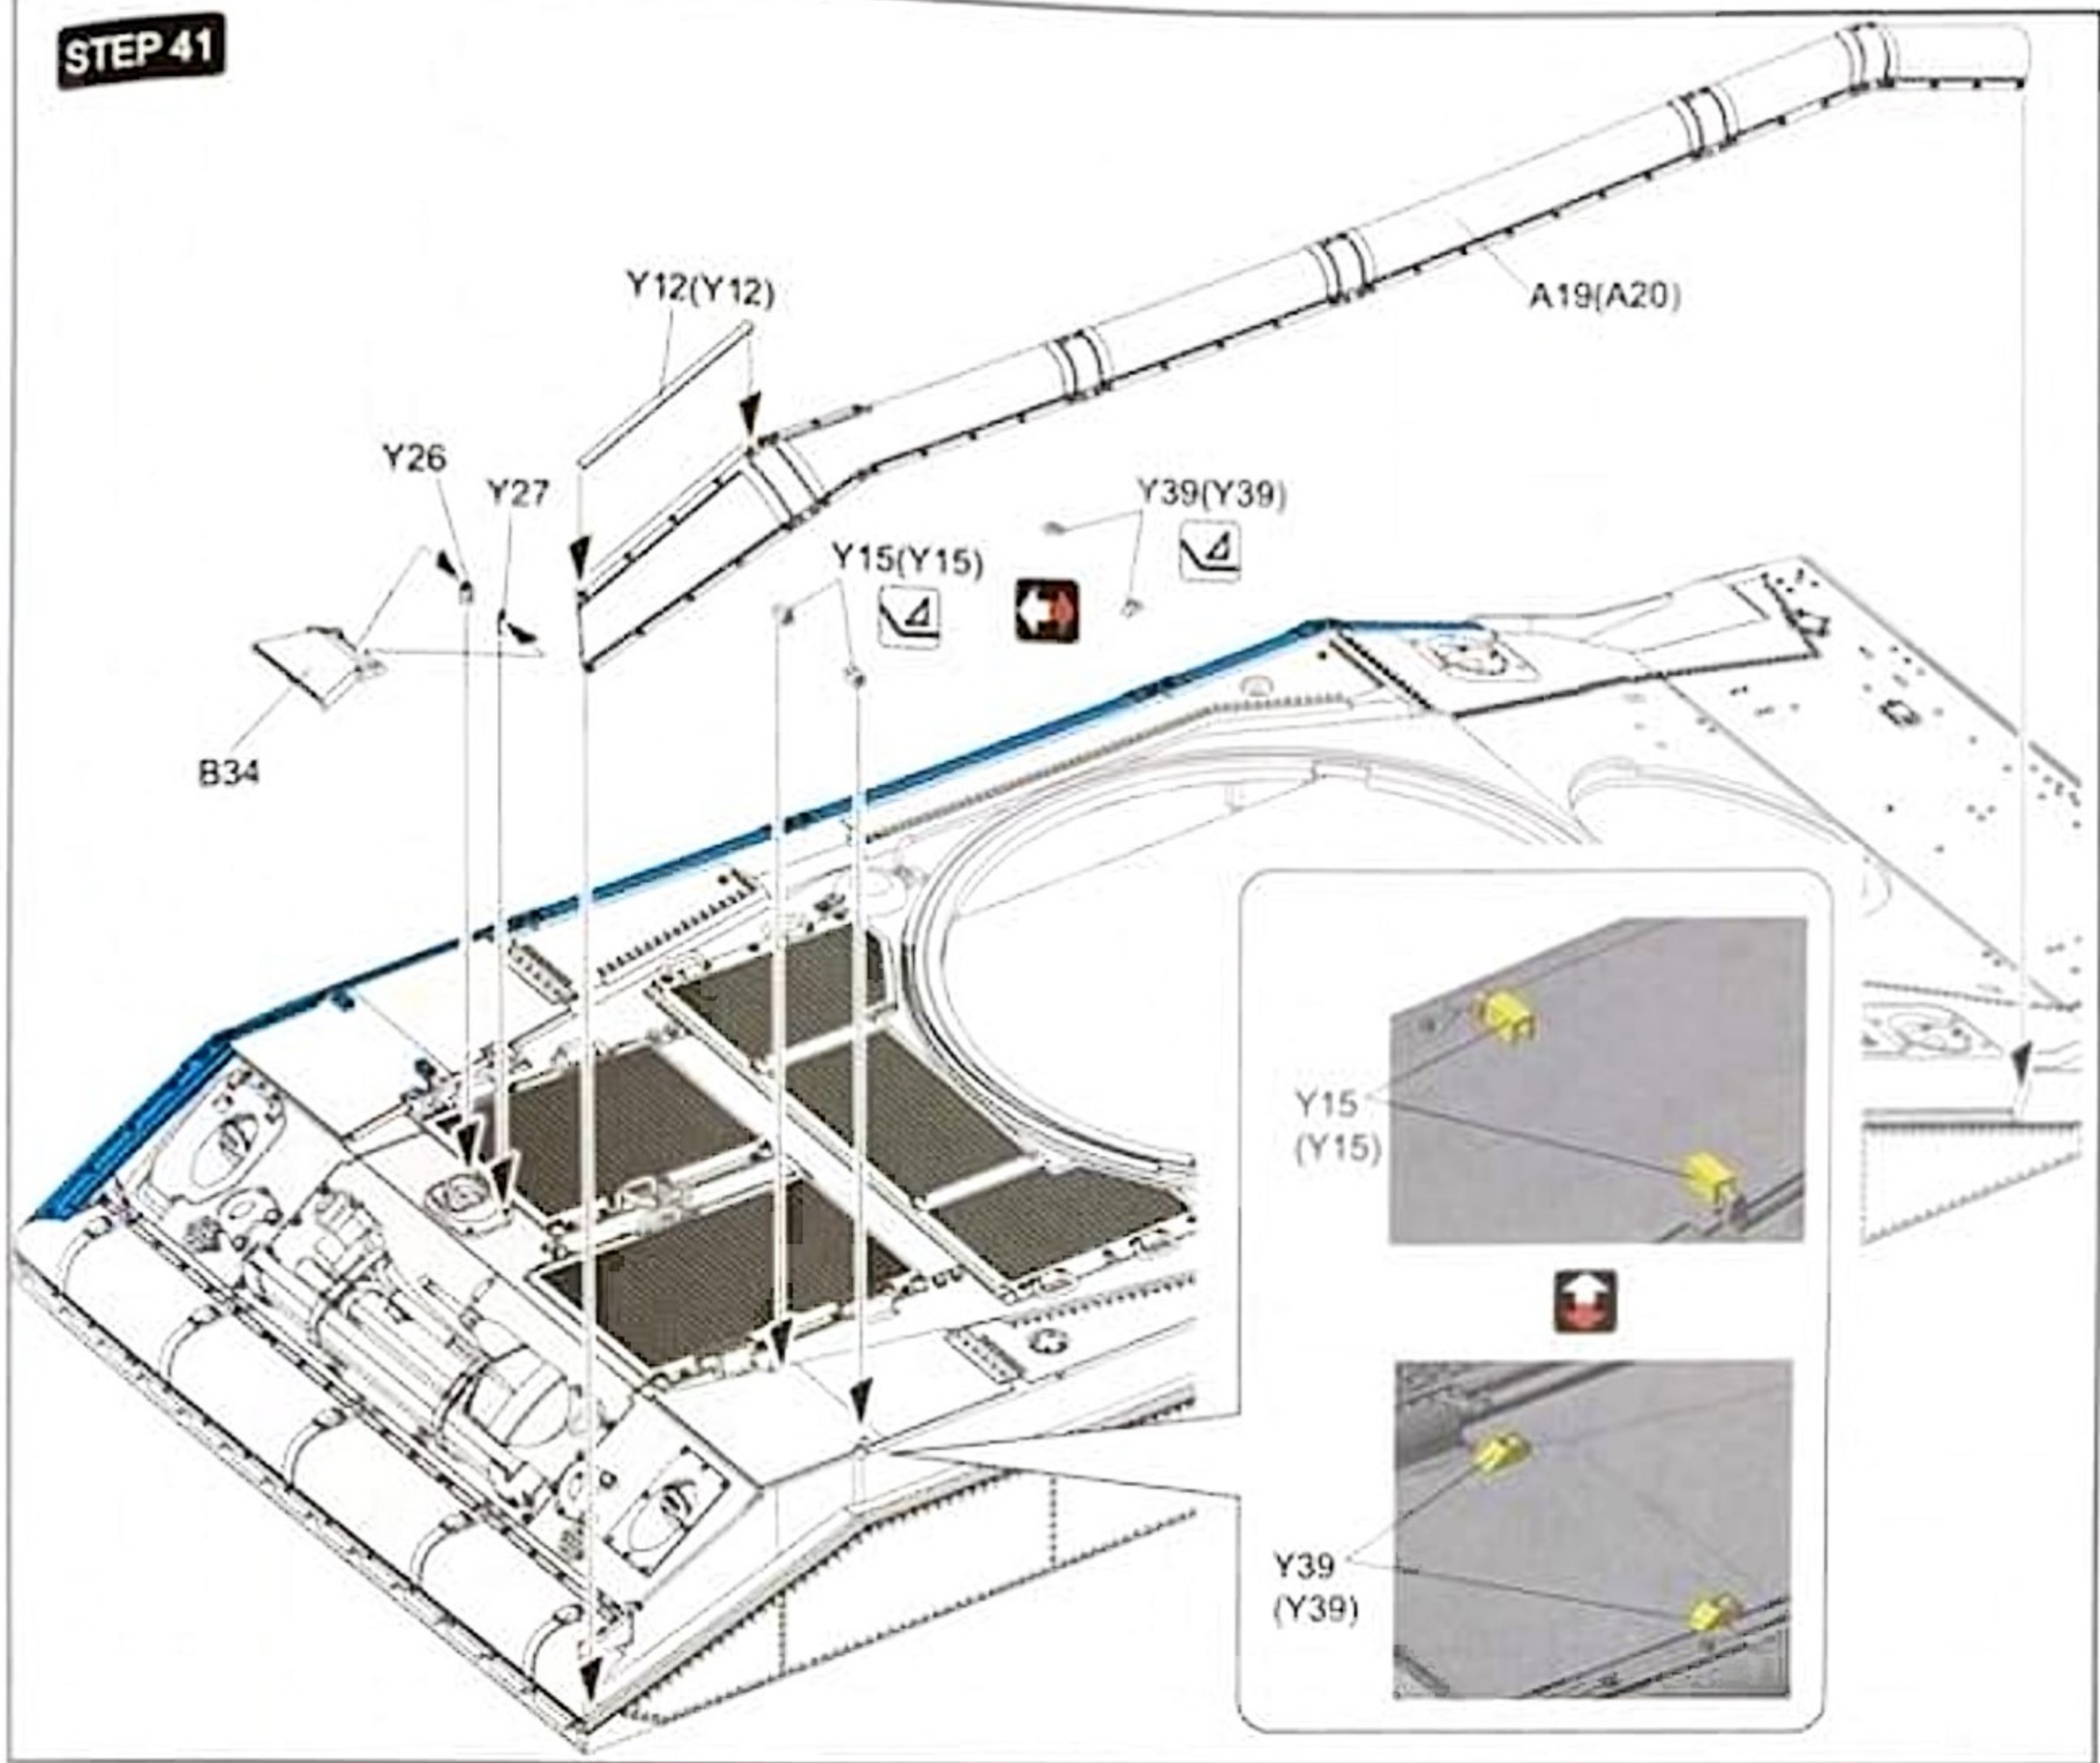 STEP 41
Y12(Y12)
A19(A20)
Y26
Y27
Y39(Y39)
Y15(Y15)
B34
Y15
(Y15)
Y39
(Y39)